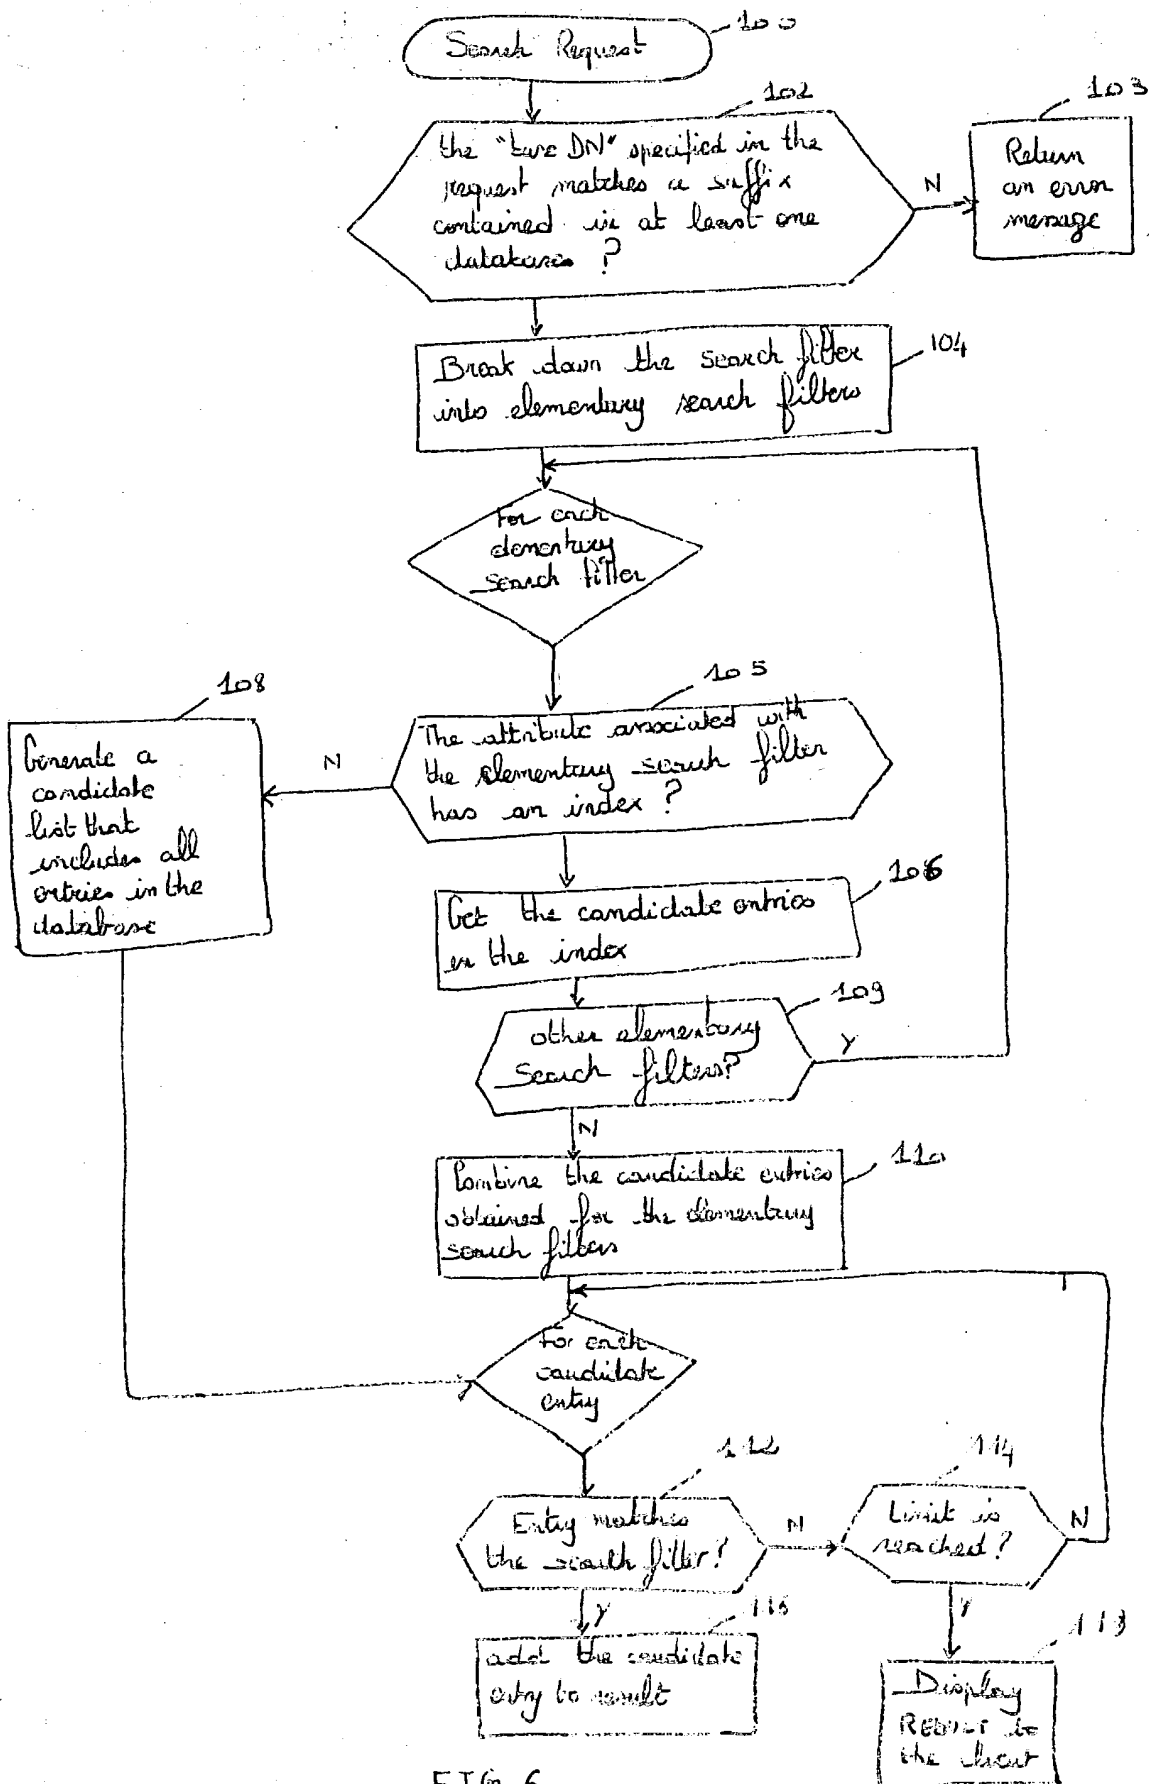 100
Search Request
102
103
the "base DN" specified in the
request matches a suffix
contained in at least one
databases ?
N
Return
an error
message
104
Break down the search filter
into elementary search filters
For each
elementary
search filter
108
105
Generate a
candidate
list that
includes all
entries in the
database
N
The attribute associated with
the elementary search filter
has an index ?
106
Get the candidate entries
in the index
109
other elementary
search filters?
Y
N
110
Combine the candidate entries
obtained for the elementary
search filters
For each
candidate
entry
112
114
Entry matches
the search filter?
N
Limit is
reached?
N
Y
Y
add the candidate
entry to result
Display
RESULT to
the client
FIG 6